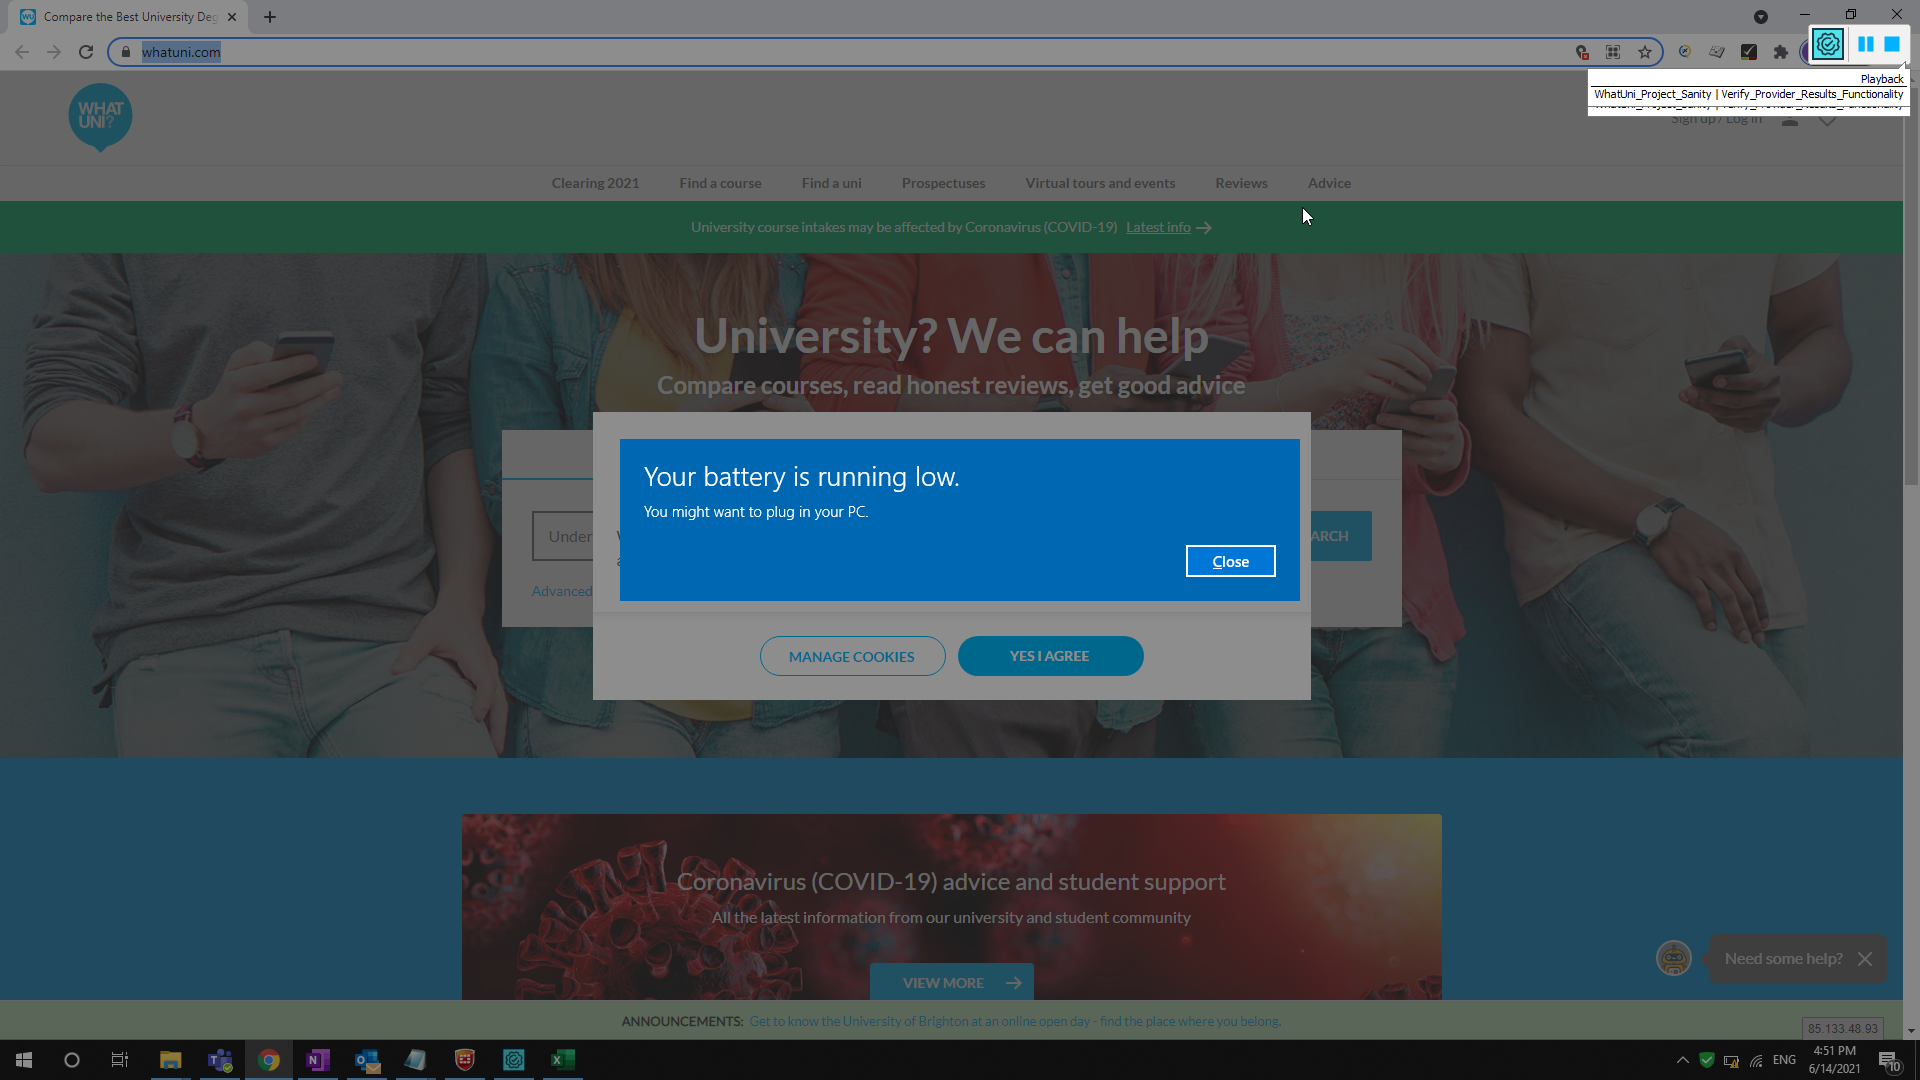 Compare the Best University Deg
whatuni.com
Playback
WhatUni_Project_Sanity | Verify_Provider_Results_Functionality
Sign up / Log in
WHAT
UNI?
Clearing 2021
Find a course
Find a uni
Prospectuses
Virtual tours and events
Reviews
Advice
University course intakes may be affected by Coronavirus (COVID-19) Latest info
University? We can help
Compare courses, read honest reviews, get good advice
Your battery is running low.
You might want to plug in your PC.
Close
Under
ARCH
Advanced
MANAGE COOKIES
YES I AGREE
Coronavirus (COVID-19) advice and student support
All the latest information from our university and student community
VIEW MORE
Need some help?
ANNOUNCEMENTS: Get to know the University of Brighton at an online open day - find the place where you belong.
85.133.48.93
ENG
4:51 PM
6/14/2021
10